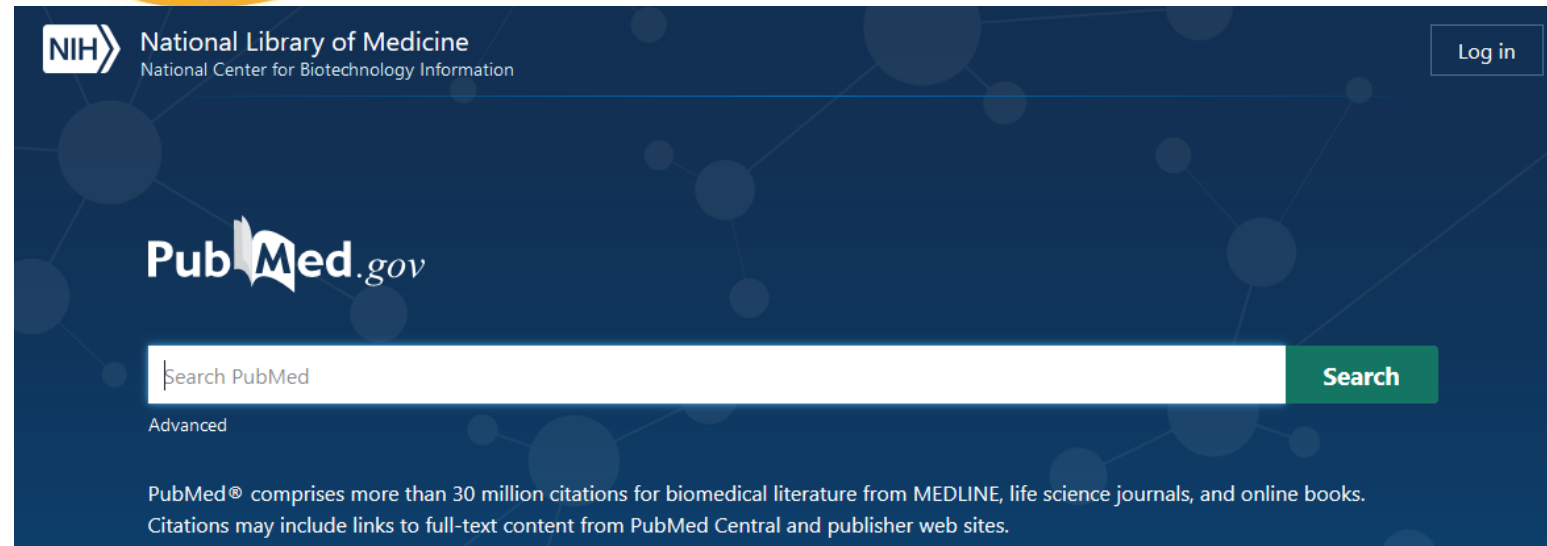 NIH
National Library of Medicine
National Center for Biotechnology Information
Log in
PubMed.gov
Search PubMed
Search
Advanced
PubMed® comprises more than 30 million citations for biomedical literature from MEDLINE, life science journals, and online books.
Citations may include links to full-text content from PubMed Central and publisher web sites.